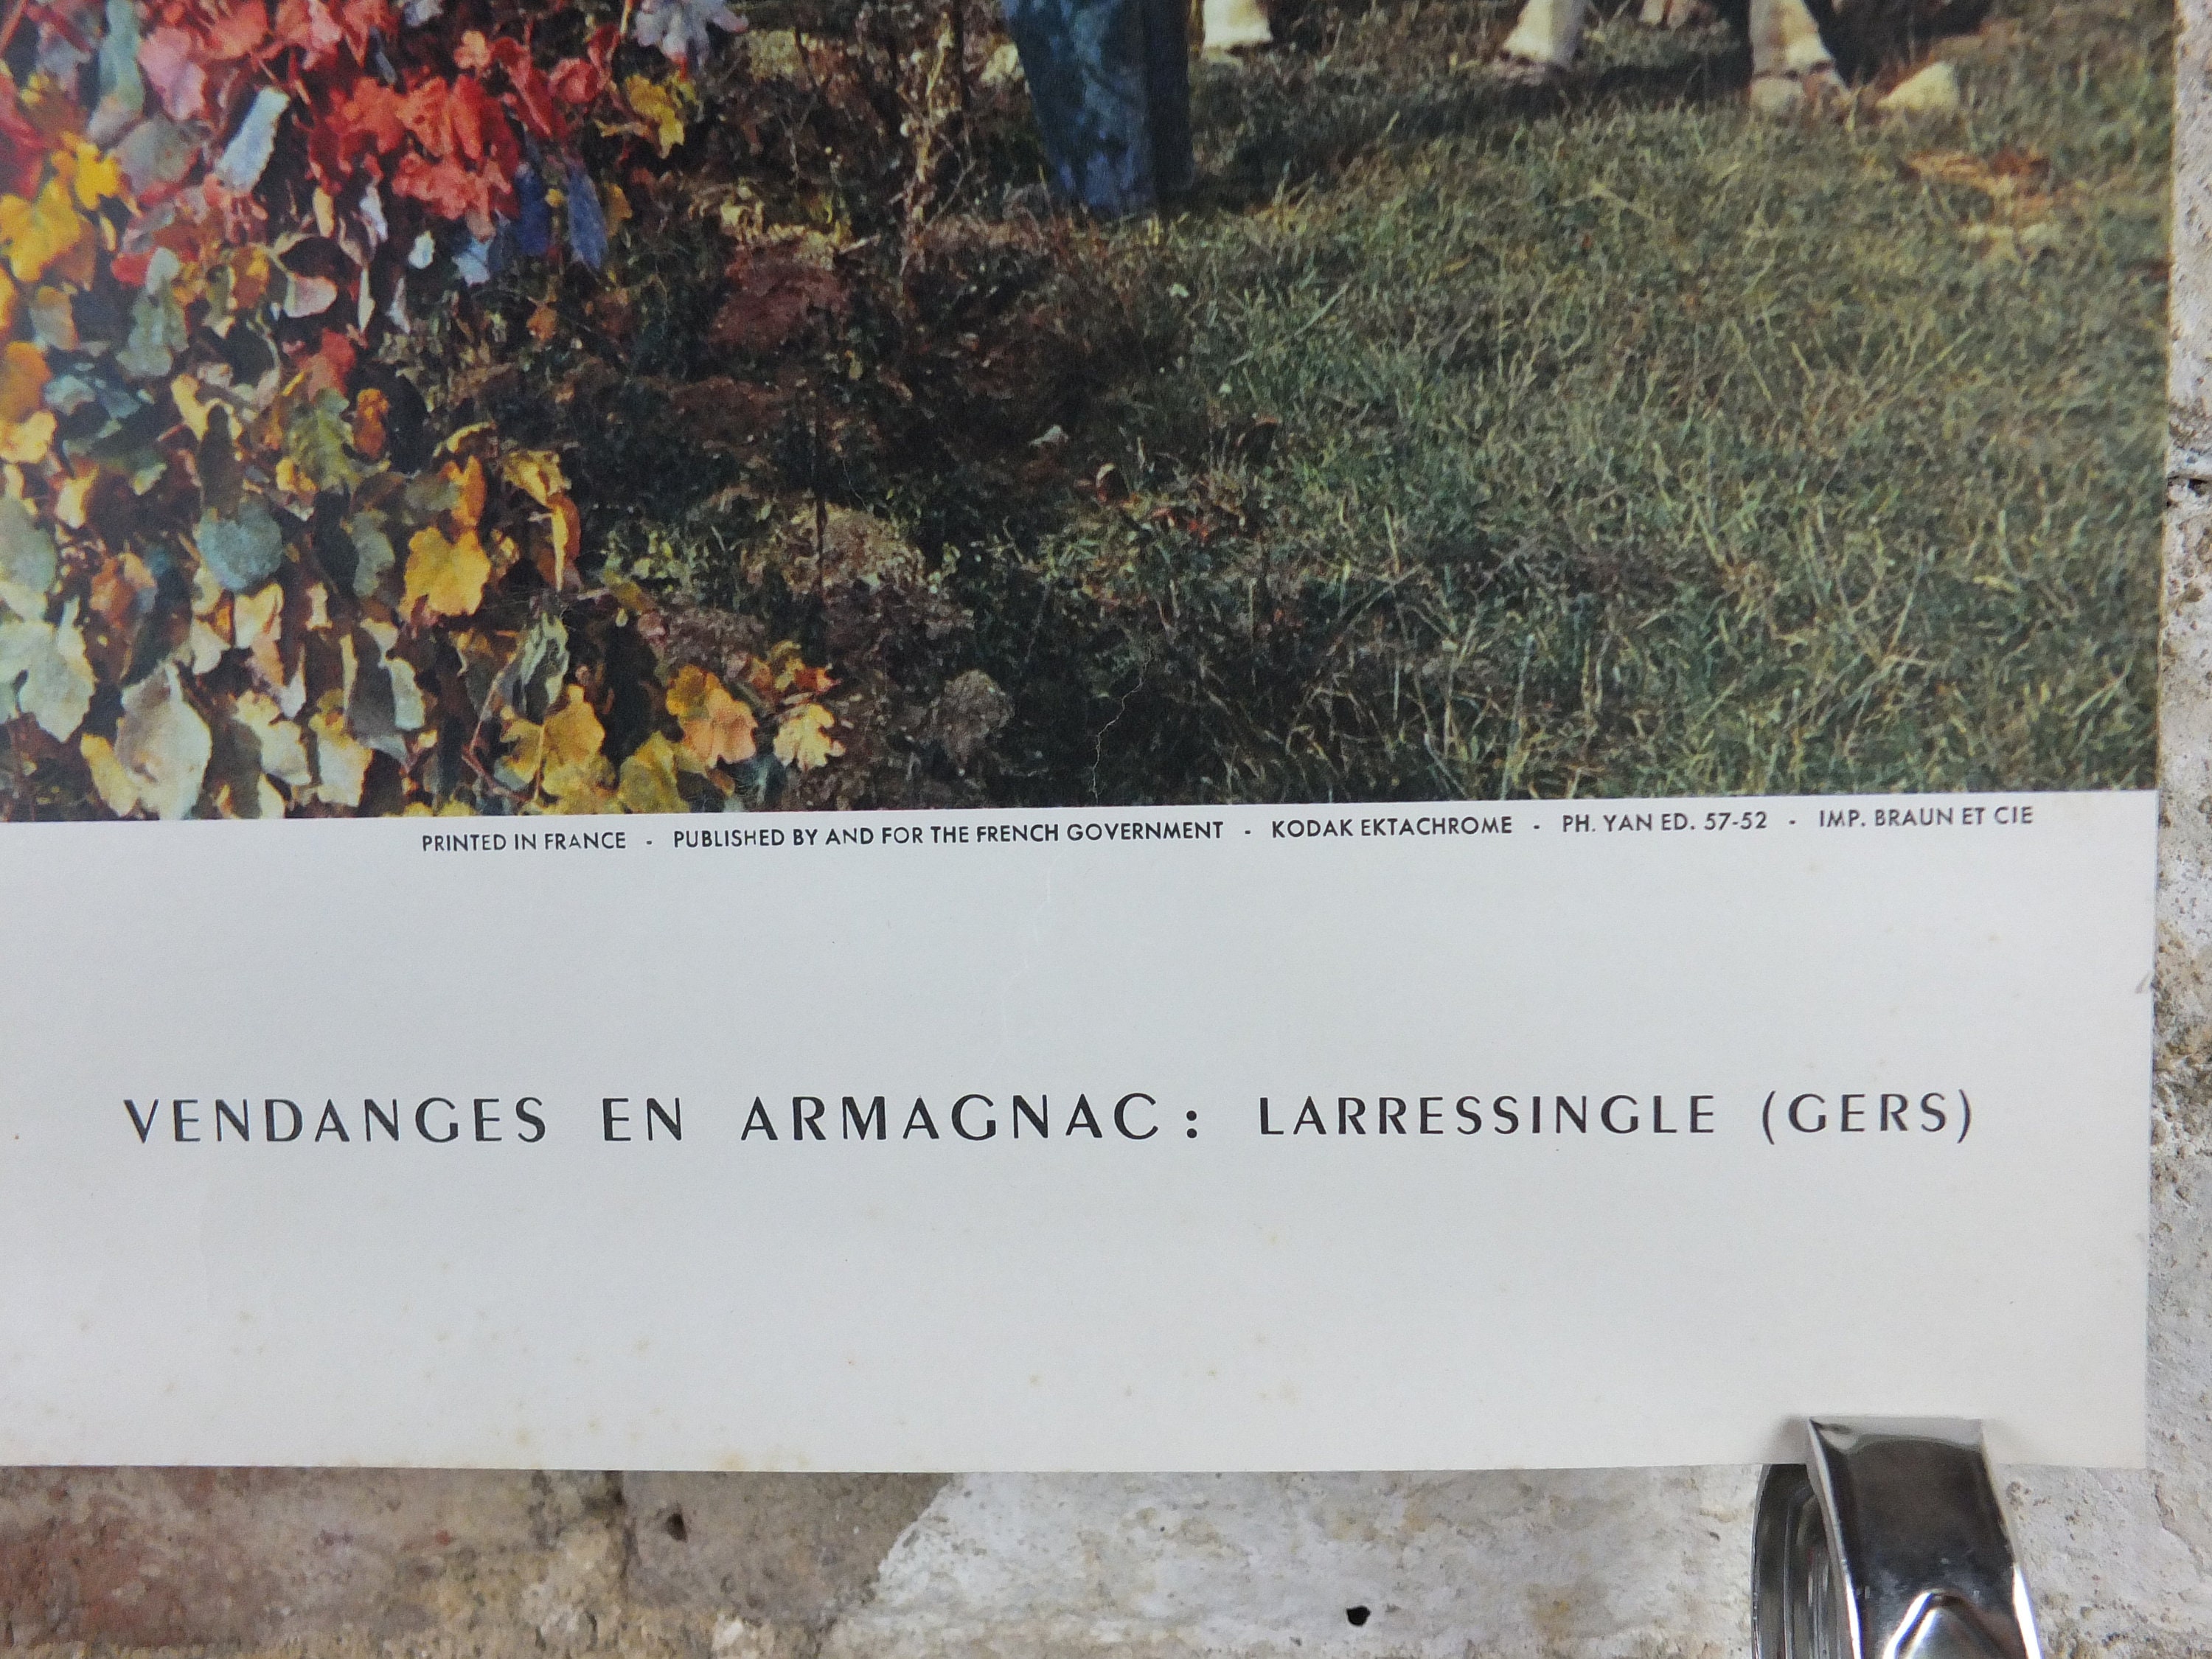 PRINTED IN FRANCE - PUBLISHED BY AND FOR THE FRENCH GOVERNMENT - KODAK EKTACHROME - PH. YAN ED. 57-52 - IMP. BRAUN ET CIE
VENDANGES EN ARMAGNAC : LARRESSINGLE (GERS)